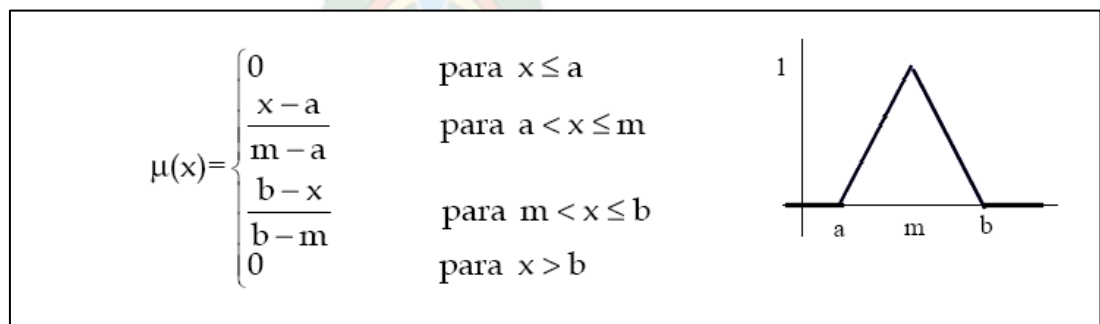 0 para x ≤ a
x − a
para a < x ≤ m
m − a
μ(x)=
b − x
para m < x ≤ b
b − m
0 para x > b
1
a m b